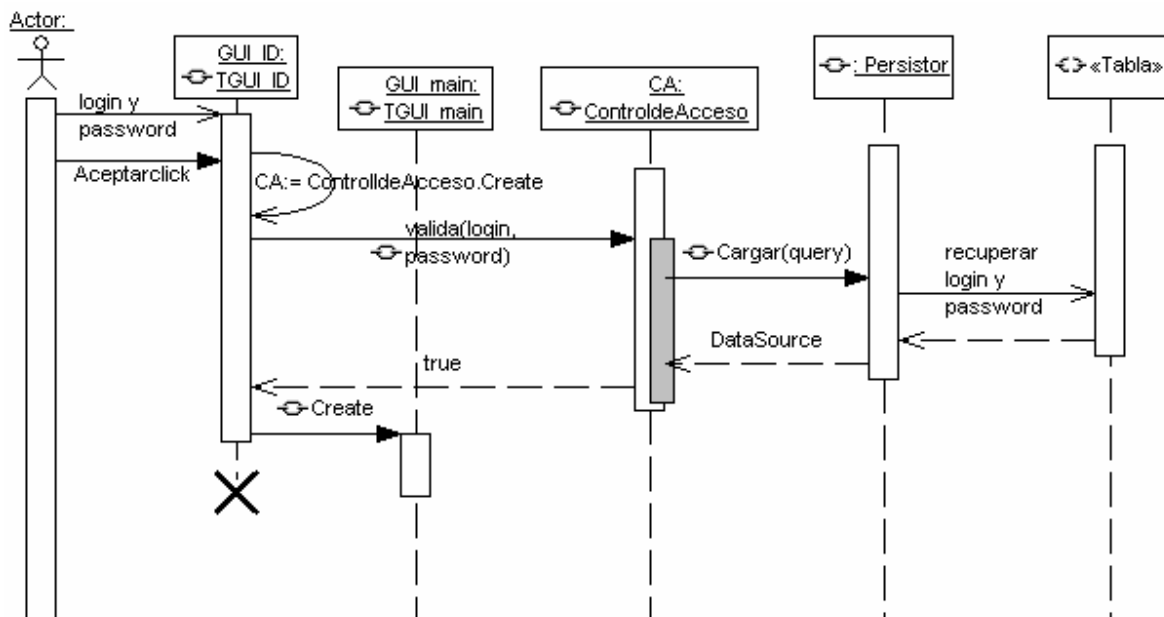 Actor:
GUI_ID:
TGUI_ID
GUI_main:
TGUI_main
CA:
ControldeAcceso
: Persistor
«Tabla»
login y
password
Aceptarclick
CA:= ControlldeAcceso.Create
valida(login,
password)
Cargar(query)
recuperar
login y
password
DataSource
true
Create